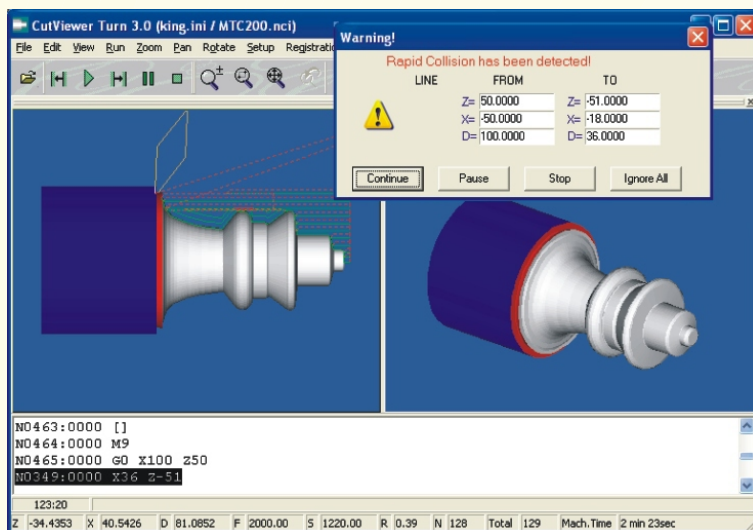 CutViewer Turn 3.0 (king.ini / MTC200.nci)
File Edit View Run Zoom Pan Rotate Setup Registration
Warning!
Rapid Collision has been detected!
LINE FROM TO
Z= 50.0000 Z= -51.0000
X= -50.0000 X= -18.0000
D= 100.0000 D= 36.0000
Continue Pause Stop Ignore All
N0463:0000 []
N0464:0000 M9
N0465:0000 G0 X100 Z50
N0349:0000 X36 Z-51
123:20
Z -34.4353 X 40.5426 D 81.0852 F 2000.00 S 1220.00 R 0.39 N 128 Total 129 Mach.Time 2 min 23sec